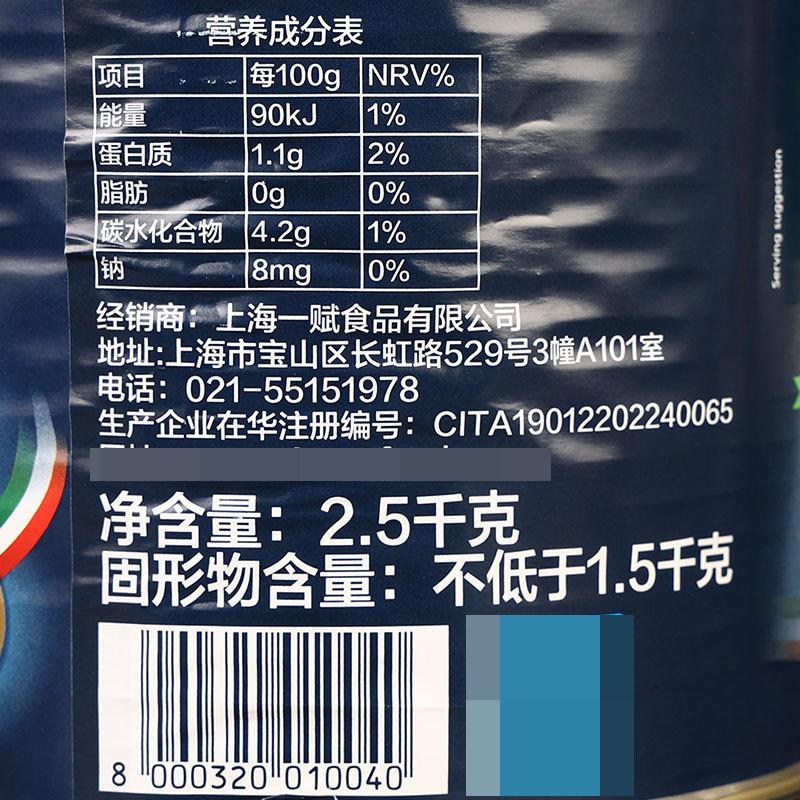 营养成分表
项目 每100g NRV%
能量 90kJ 1%
蛋白质 1.1g 2%
脂肪 0g 0%
碳水化合物 4.2g 1%
钠 8mg 0%
经销商：上海一赋食品有限公司
地址:上海市宝山区长虹路529号3幢A101室
电话：021-55151978
生产企业在华注册编号：CITA19012202240065
净含量：2.5千克
固形物含量：不低于1.5千克
8 000320 010040
Serving suggestion